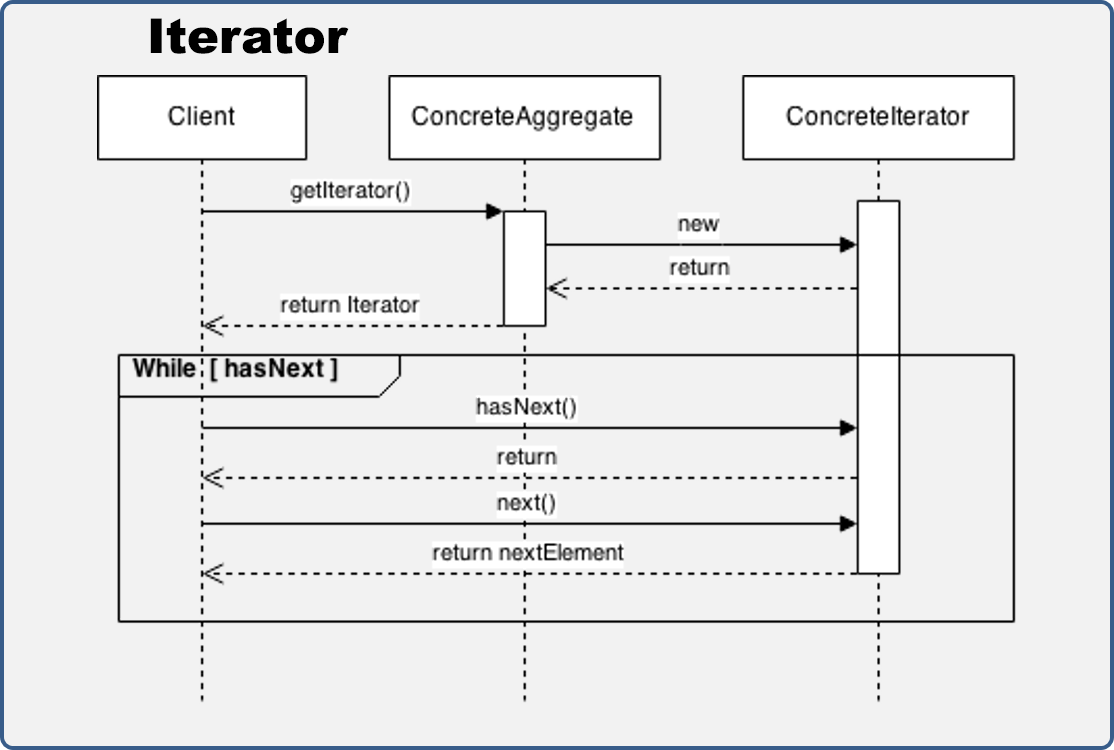 Iterator
Client
ConcreteAggregate
ConcreteIterator
getIterator()
new
return
return Iterator
While [ hasNext ]
hasNext()
return
next()
return nextElement